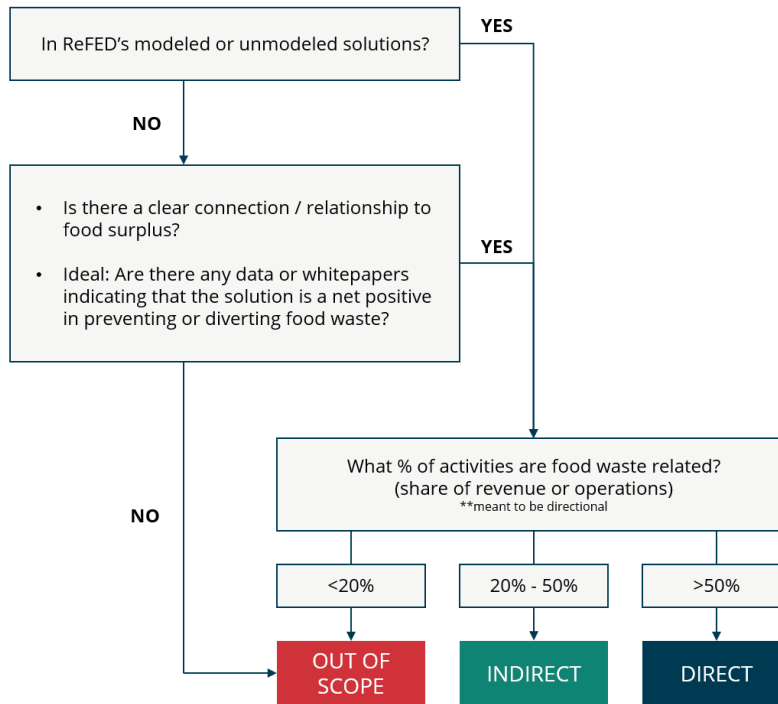 In ReFED’s modeled or unmodeled solutions?
YES
NO
• Is there a clear connection / relationship to
food surplus?
• Ideal: Are there any data or whitepapers
indicating that the solution is a net positive
in preventing or diverting food waste?
YES
NO
What % of activities are food waste related?
(share of revenue or operations)
**meant to be directional
<20%
20% - 50%
>50%
OUT OF
SCOPE
INDIRECT
DIRECT